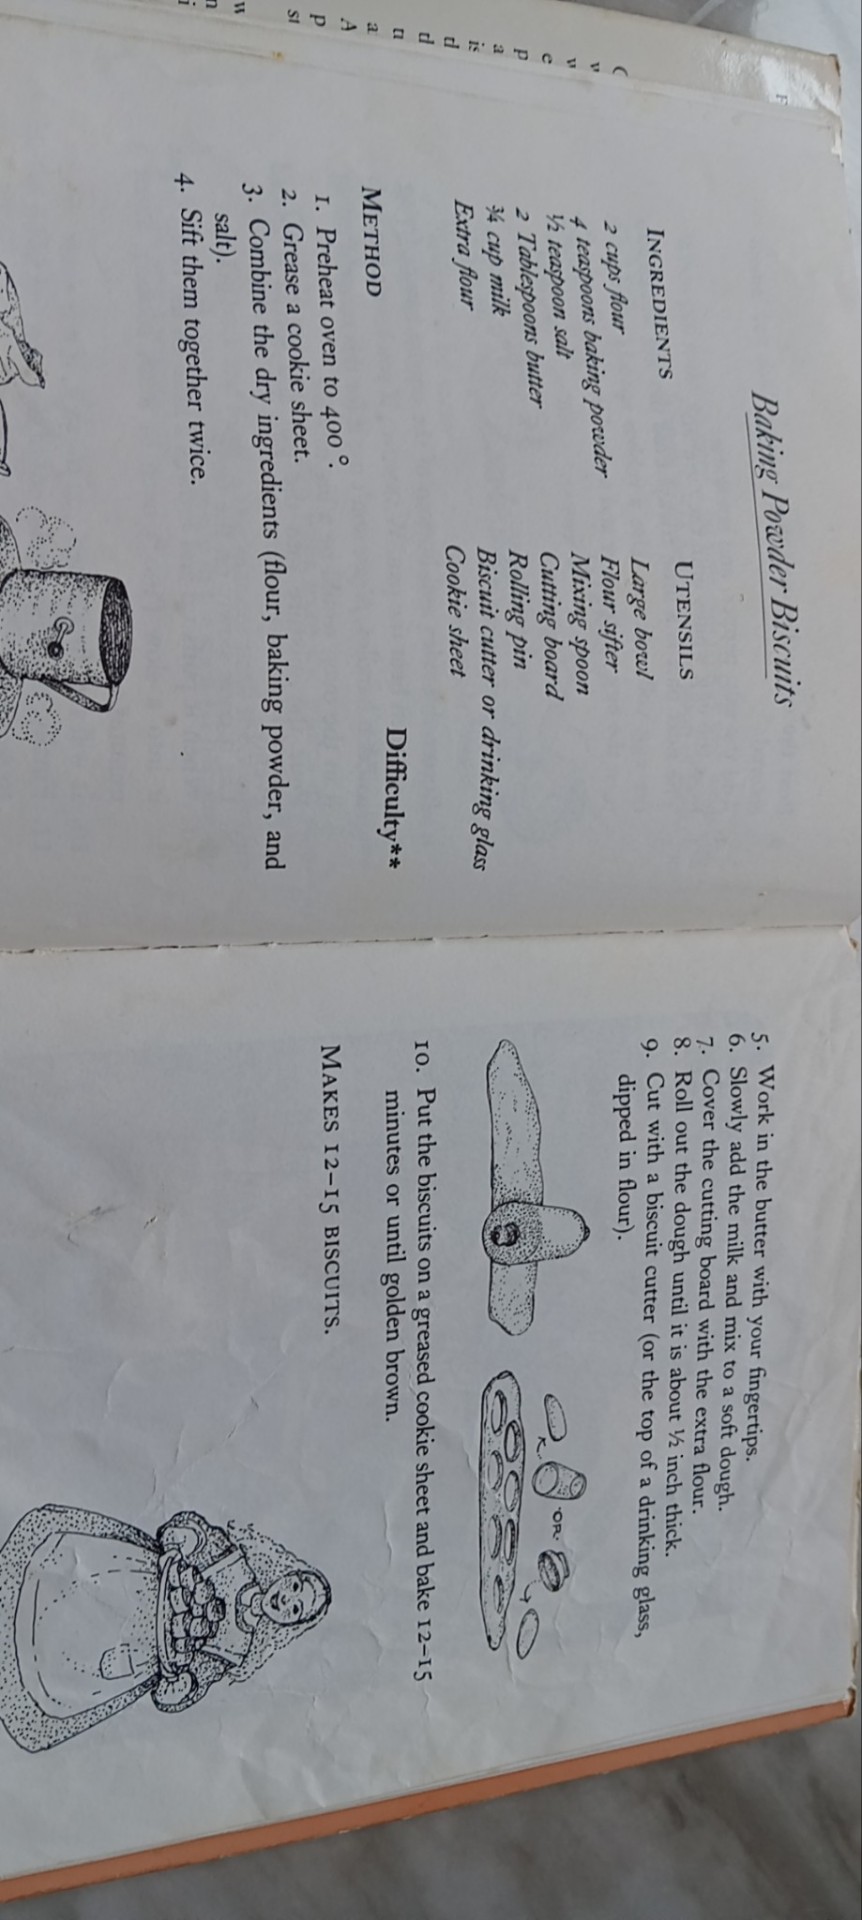 Baking Powder Biscuits
INGREDIENTS
2 cups flour
4 teaspoons baking powder
½ teaspoon salt
2 Tablespoons butter
¾ cup milk
Extra flour
UTENSILS
Large bowl
Flour sifter
Mixing spoon
Cutting board
Rolling pin
Biscuit cutter or drinking glass
Cookie sheet
METHOD
Difficulty**
1. Preheat oven to 400°.
2. Grease a cookie sheet.
3. Combine the dry ingredients (flour, baking powder, and
salt).
4. Sift them together twice.
5. Work in the butter with your fingertips.
6. Slowly add the milk and mix to a soft dough.
7. Cover the cutting board with the extra flour.
8. Roll out the dough until it is about ½ inch thick.
9. Cut with a biscuit cutter (or the top of a drinking glass,
dipped in flour).
"OR"
10. Put the biscuits on a greased cookie sheet and bake 12–15
minutes or until golden brown.
MAKES 12–15 BISCUITS.